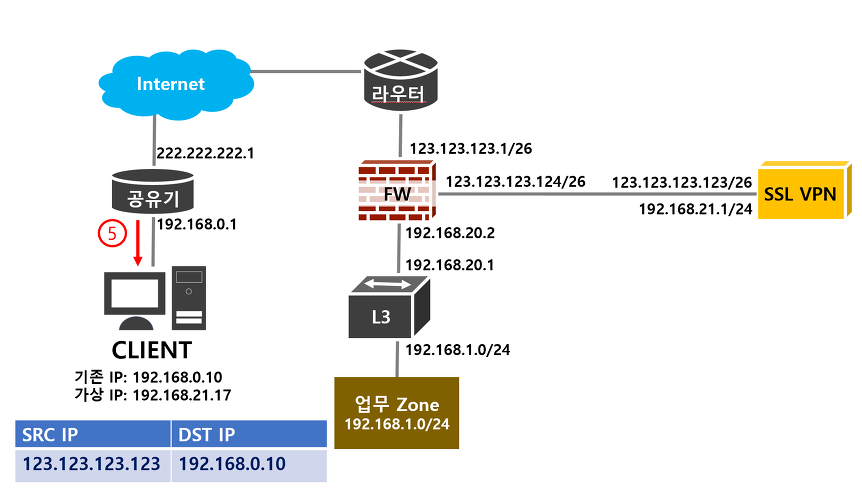 Internet
라우터
222.222.222.1
123.123.123.1/26
공유기
FW
123.123.123.124/26
123.123.123.123/26
SSL VPN
192.168.21.1/24
5
192.168.0.1
192.168.20.2
192.168.20.1
L3
CLIENT
192.168.1.0/24
기존 IP: 192.168.0.10
가상 IP: 192.168.21.17
업무 Zone
192.168.1.0/24
SRC IP DST IP
123.123.123.123 192.168.0.10